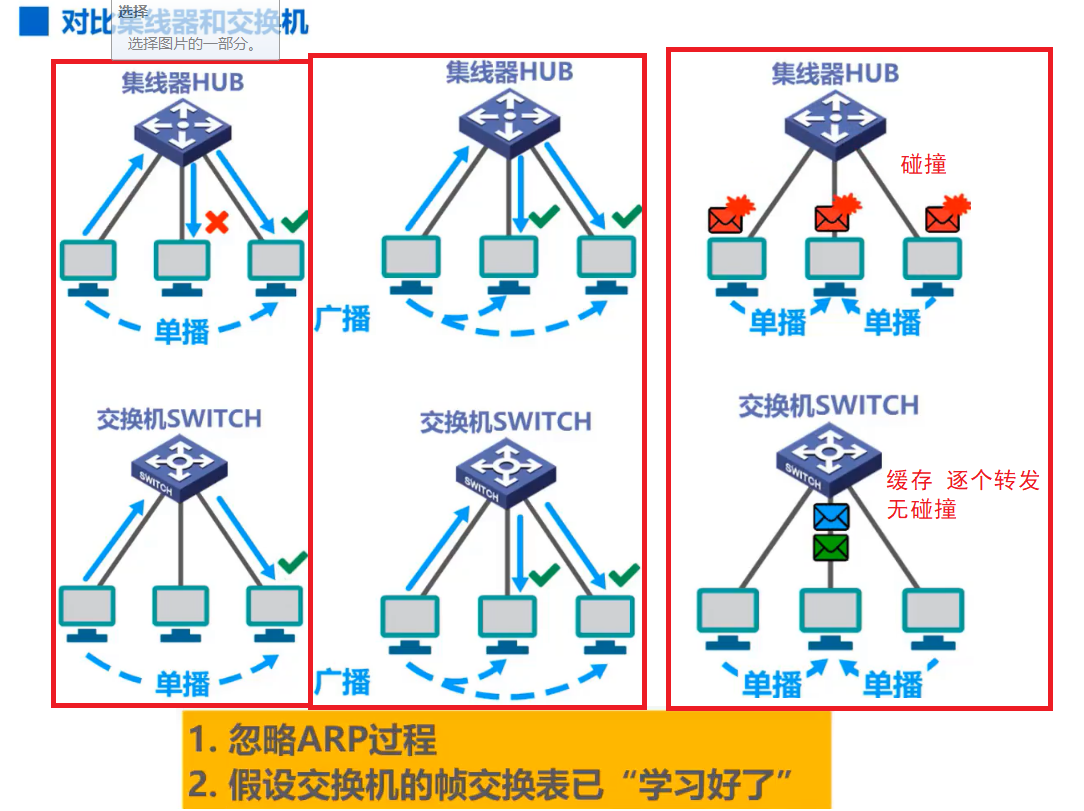 对比集线器和交换机
选择
选择图片的一部分。
集线器HUB
单播
交换机SWITCH
SWITCH
单播
集线器HUB
广播
交换机SWITCH
SWITCH
广播
集线器HUB
碰撞
单播
单播
交换机SWITCH
SWITCH
缓存 逐个转发
无碰撞
单播
单播
1. 忽略ARP过程
2. 假设交换机的帧交换表已“学习好了”